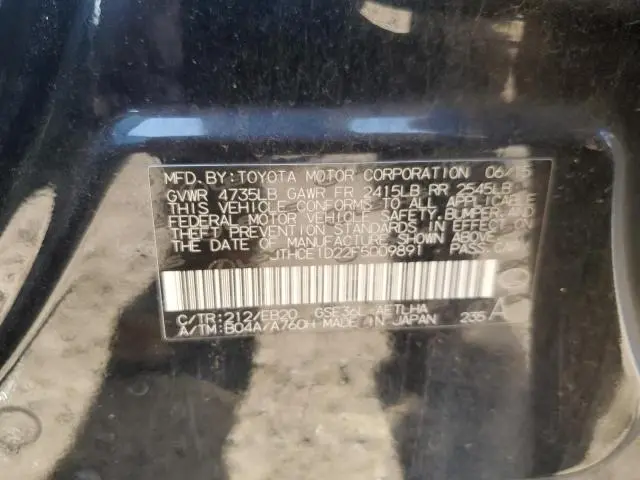 MFD. BY: TOYOTA MOTOR CORPORATION 06/15
GVWR 4735LB GAWR FR 2415LB RR 2545LB
THIS VEHICLE CONFORMS TO ALL APPLICABLE
FEDERAL MOTOR VEHICLE SAFETY, BUMPER, AND
THEFT PREVENTION STANDARDS IN EFFECT ON
THE DATE OF MANUFACTURE SHOWN ABOVE.
JTHCE1D22F5009891 PASS. CAR
C/TR: 212/EB20 GSE36L AETLHA
A/TM: B04A/A760H MADE IN JAPAN 235 A